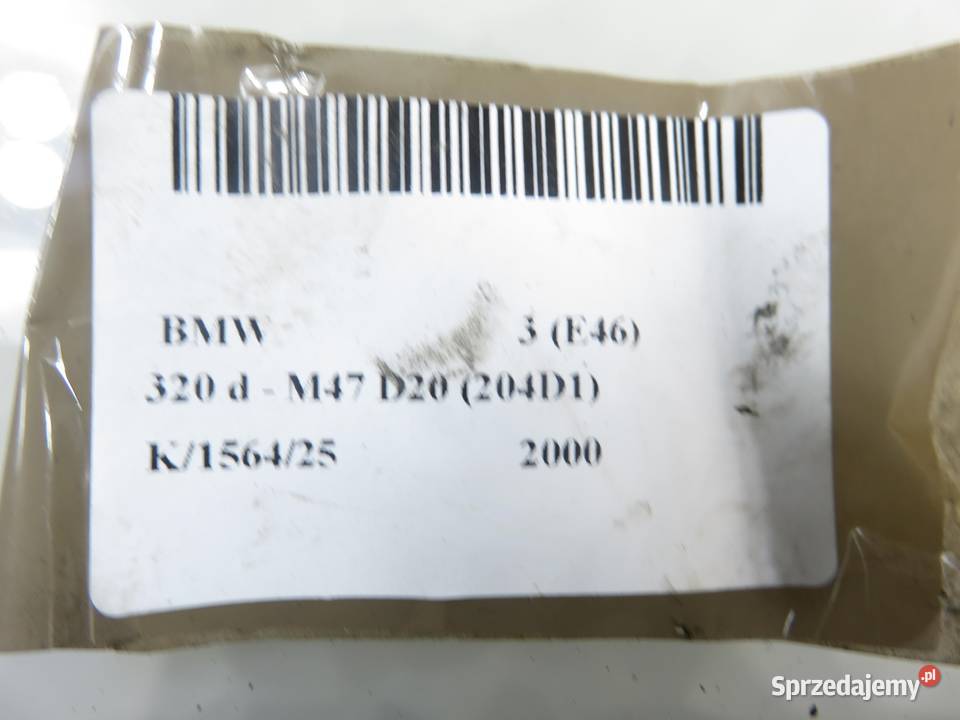 BMW 3 (E46)
320 d - M47 D20 (204D1)
K/1564/25 2000
Sprzedajemy.pl